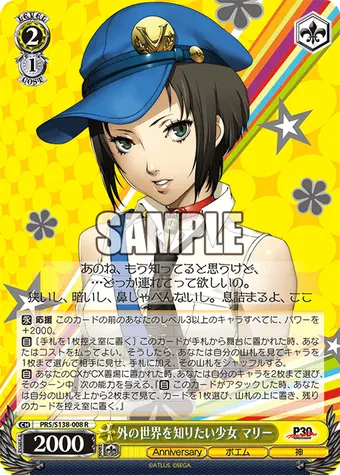 LEVEL
2
1
COST
SAMPLE
あのね、もう知ってると思うけど、
…どっか連れてって欲しいの。
狭いし、暗いし、鼻しゃべんないし。息詰まるよ、ここ
応援 このカードの前のあなたのレベル3以上のキャラすべてに、パワーを
+2000。
自 [手札を1枚控え室に置く] このカードが手札から舞台に置かれた時、あなた
はコストを払ってよい。そうしたら、あなたは自分の山札を見てキャラを
1枚まで選んで相手に見せ、手札に加え、その山札をシャッフルする。
自 あなたのCXがCX置場に置かれた時、あなたは自分のキャラを2枚まで選び、
そのターン中、次の能力を与える。『自 このカードがアタックした時、あなた
は自分の山札の上から2枚まで見て、カードを1枚選び、山札の上に置き、残り
のカードを控え室に置く。』
CH
PRS/S138-008 R
2000
外の世界を知りたい少女 マリー
P30th
Anniversary
ポエム
神
©ATLUS. ©SEGA.